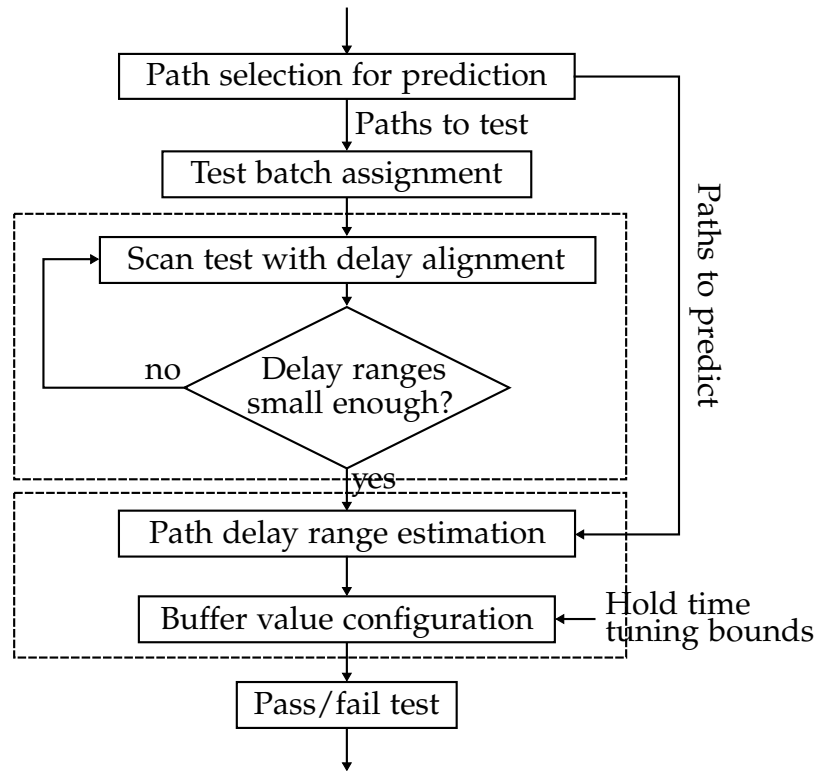 Path selection for prediction
Paths to test
Test batch assignment
Paths to predict
Scan test with delay alignment
no
Delay ranges
small enough?
yes
Path delay range estimation
Buffer value configuration
Hold time
tuning bounds
Pass/fail test